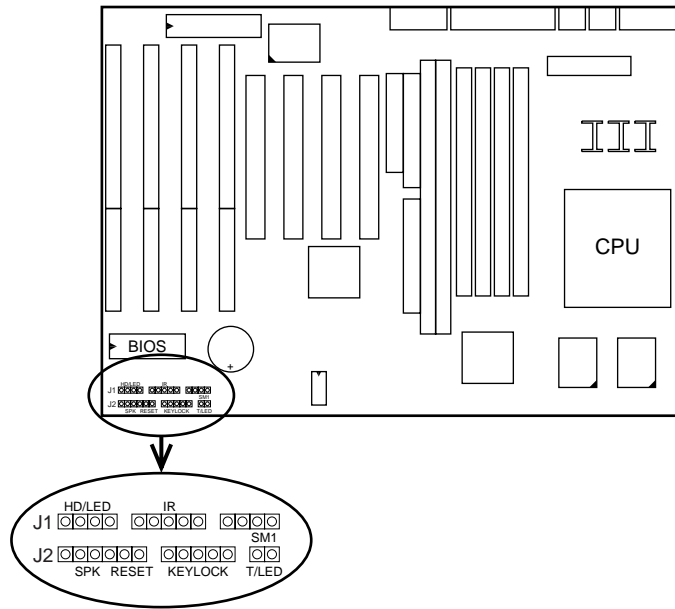 CPU
BIOS
+
HD/LED IR
J1
SM1
J2
SPK RESET KEYLOCK T/LED
HD/LED IR
J1
SM1
J2
SPK RESET KEYLOCK T/LED